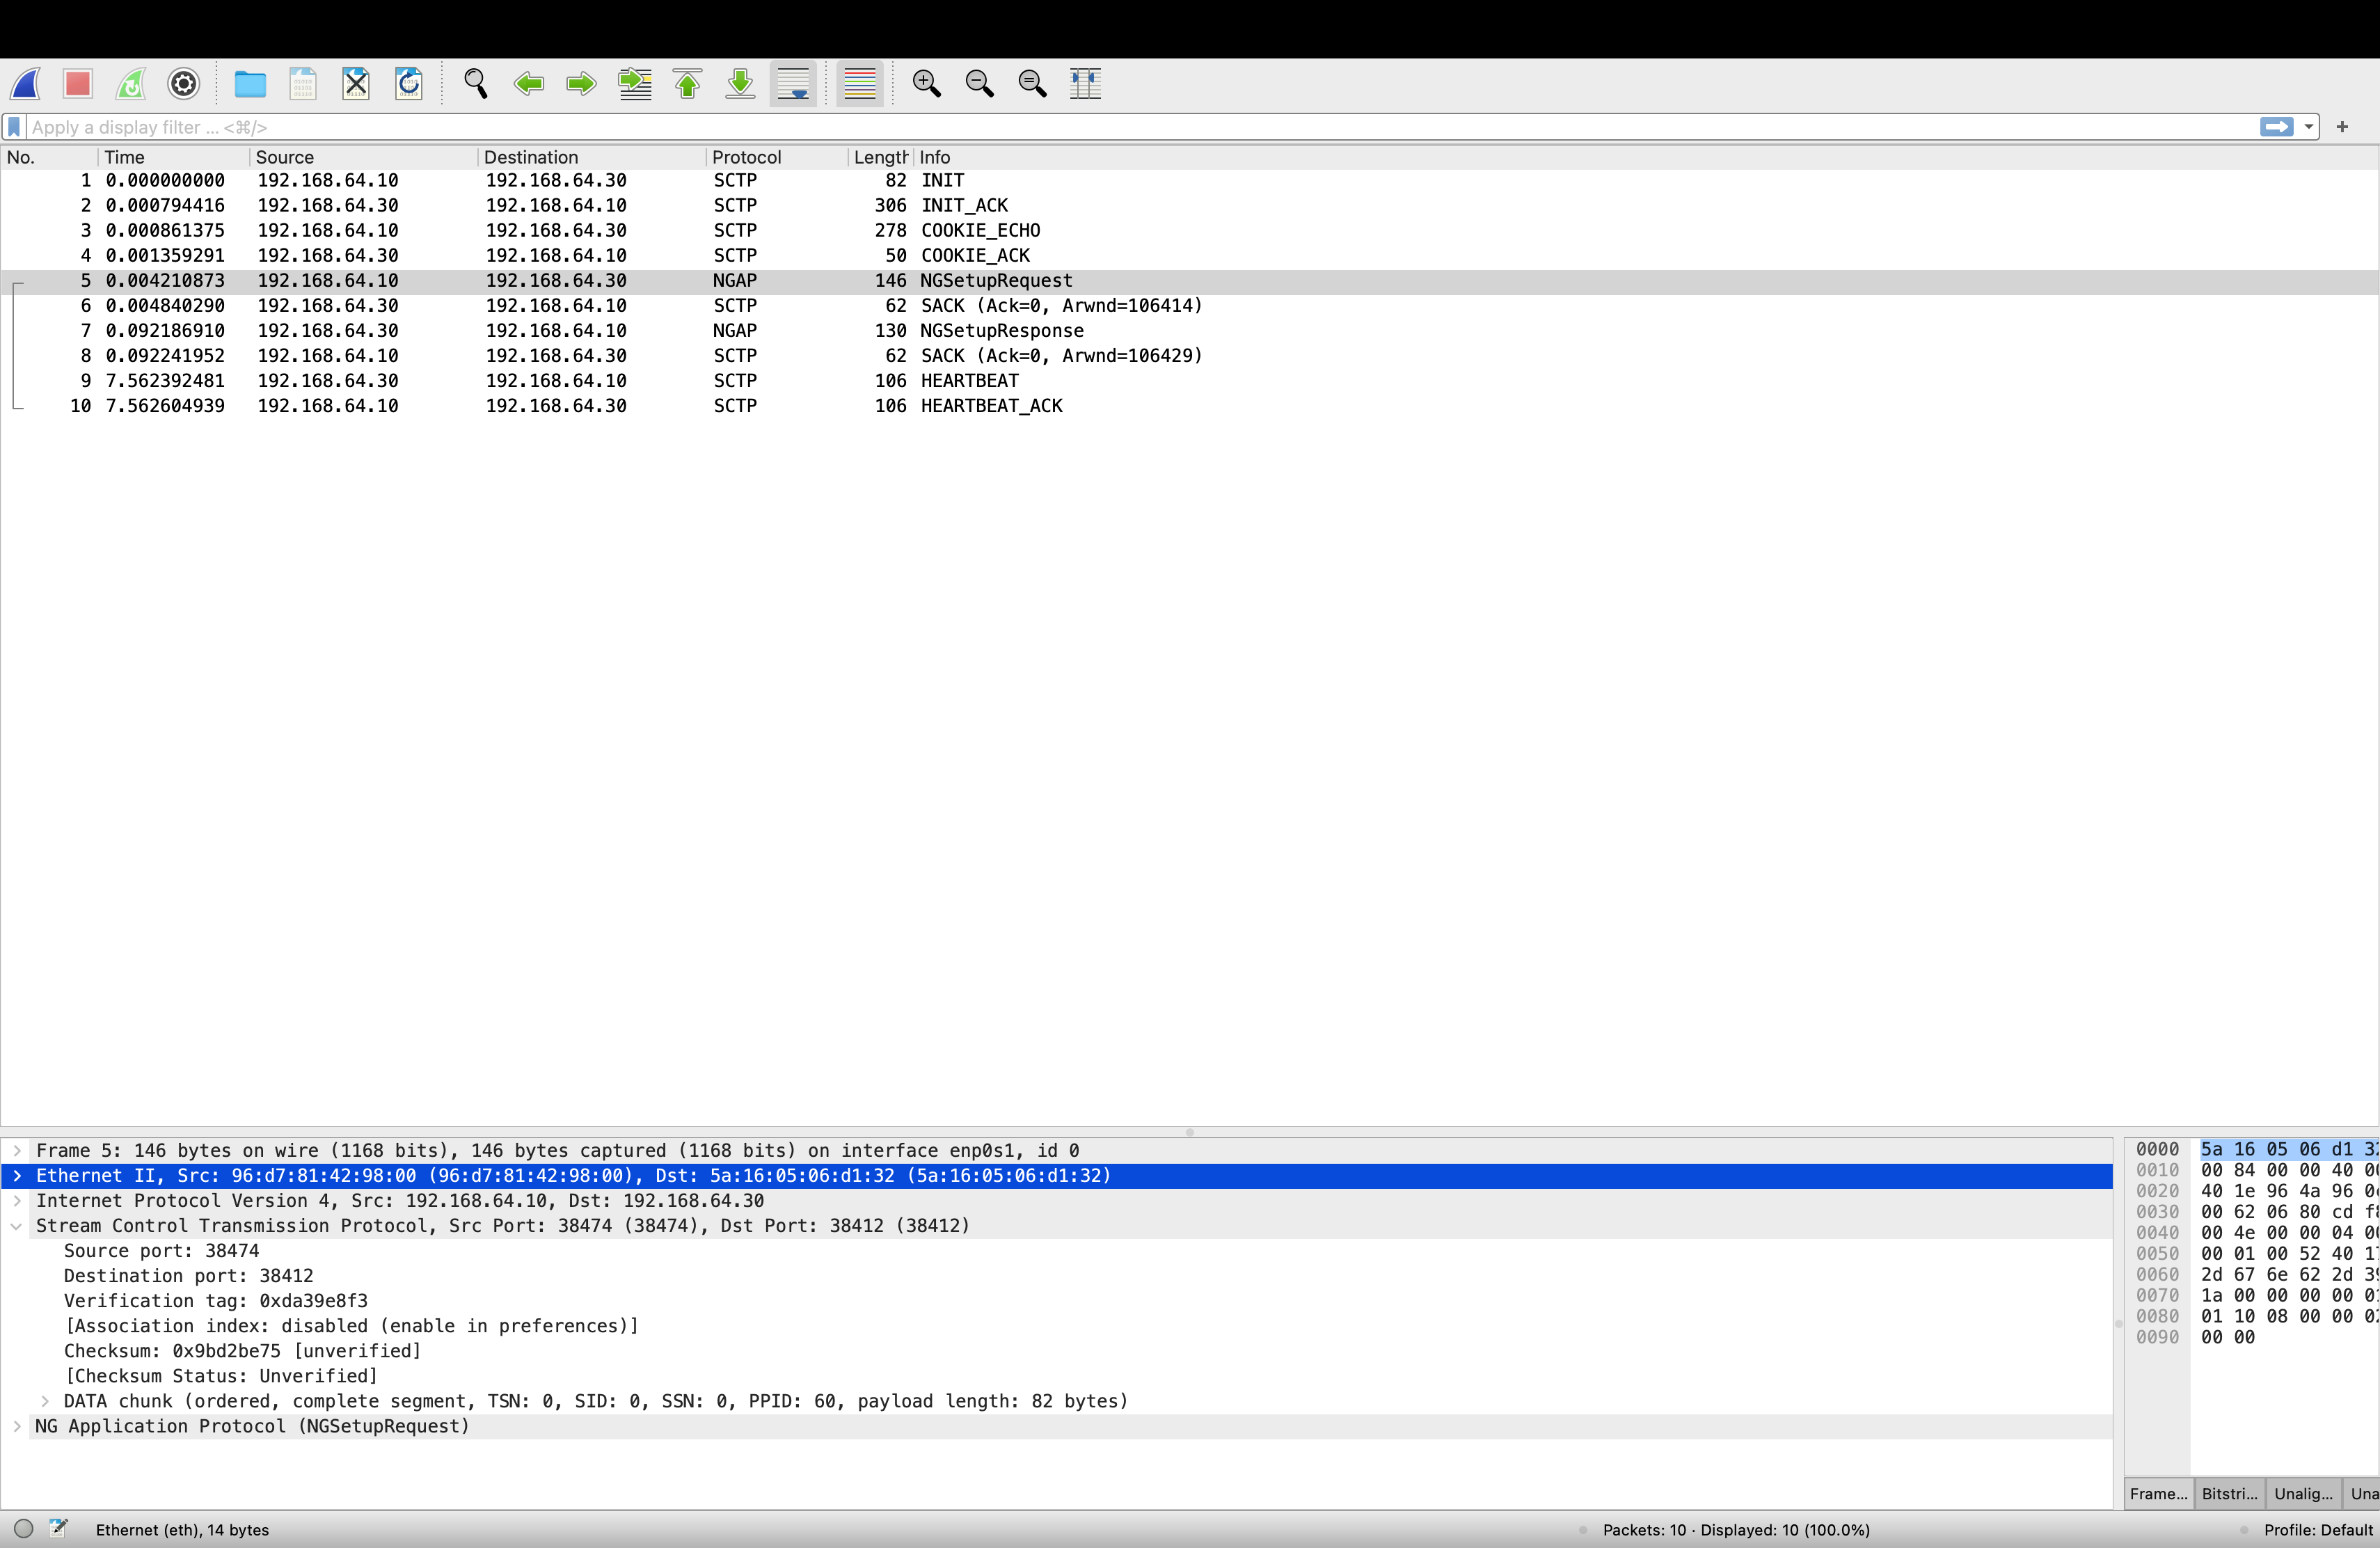 Apply a display filter ... <⌘/>
No. Time Source Destination Protocol Length Info
1 0.000000000 192.168.64.10 192.168.64.30 SCTP 82 INIT
2 0.000794416 192.168.64.30 192.168.64.10 SCTP 306 INIT_ACK
3 0.000861375 192.168.64.10 192.168.64.30 SCTP 278 COOKIE_ECHO
4 0.001359291 192.168.64.30 192.168.64.10 SCTP 50 COOKIE_ACK
5 0.004210873 192.168.64.10 192.168.64.30 NGAP 146 NGSetupRequest
6 0.004840290 192.168.64.30 192.168.64.10 SCTP 62 SACK (Ack=0, Arwnd=106414)
7 0.092186910 192.168.64.30 192.168.64.10 NGAP 130 NGSetupResponse
8 0.092241952 192.168.64.10 192.168.64.30 SCTP 62 SACK (Ack=0, Arwnd=106429)
9 7.562392481 192.168.64.30 192.168.64.10 SCTP 106 HEARTBEAT
10 7.562604939 192.168.64.10 192.168.64.30 SCTP 106 HEARTBEAT_ACK
Frame 5: 146 bytes on wire (1168 bits), 146 bytes captured (1168 bits) on interface enp0s1, id 0
Ethernet II, Src: 96:d7:81:42:98:00 (96:d7:81:42:98:00), Dst: 5a:16:05:06:d1:32 (5a:16:05:06:d1:32)
Internet Protocol Version 4, Src: 192.168.64.10, Dst: 192.168.64.30
Stream Control Transmission Protocol, Src Port: 38474 (38474), Dst Port: 38412 (38412)
Source port: 38474
Destination port: 38412
Verification tag: 0xda39e8f3
[Association index: disabled (enable in preferences)]
Checksum: 0x9bd2be75 [unverified]
[Checksum Status: Unverified]
DATA chunk (ordered, complete segment, TSN: 0, SID: 0, SSN: 0, PPID: 60, payload length: 82 bytes)
NG Application Protocol (NGSetupRequest)
0000 5a 16 05 06 d1 32
0010 00 84 00 00 40 00
0020 40 1e 96 4a 96 0c
0030 00 62 06 80 cd f8
0040 00 4e 00 00 04 00
0050 00 01 00 52 40 17
0060 2d 67 6e 62 2d 39
0070 1a 00 00 00 00 01
0080 01 10 08 00 00 02
0090 00 00
Frame... Bitstri... Unalig... Una
Ethernet (eth), 14 bytes
Packets: 10 · Displayed: 10 (100.0%)
Profile: Default